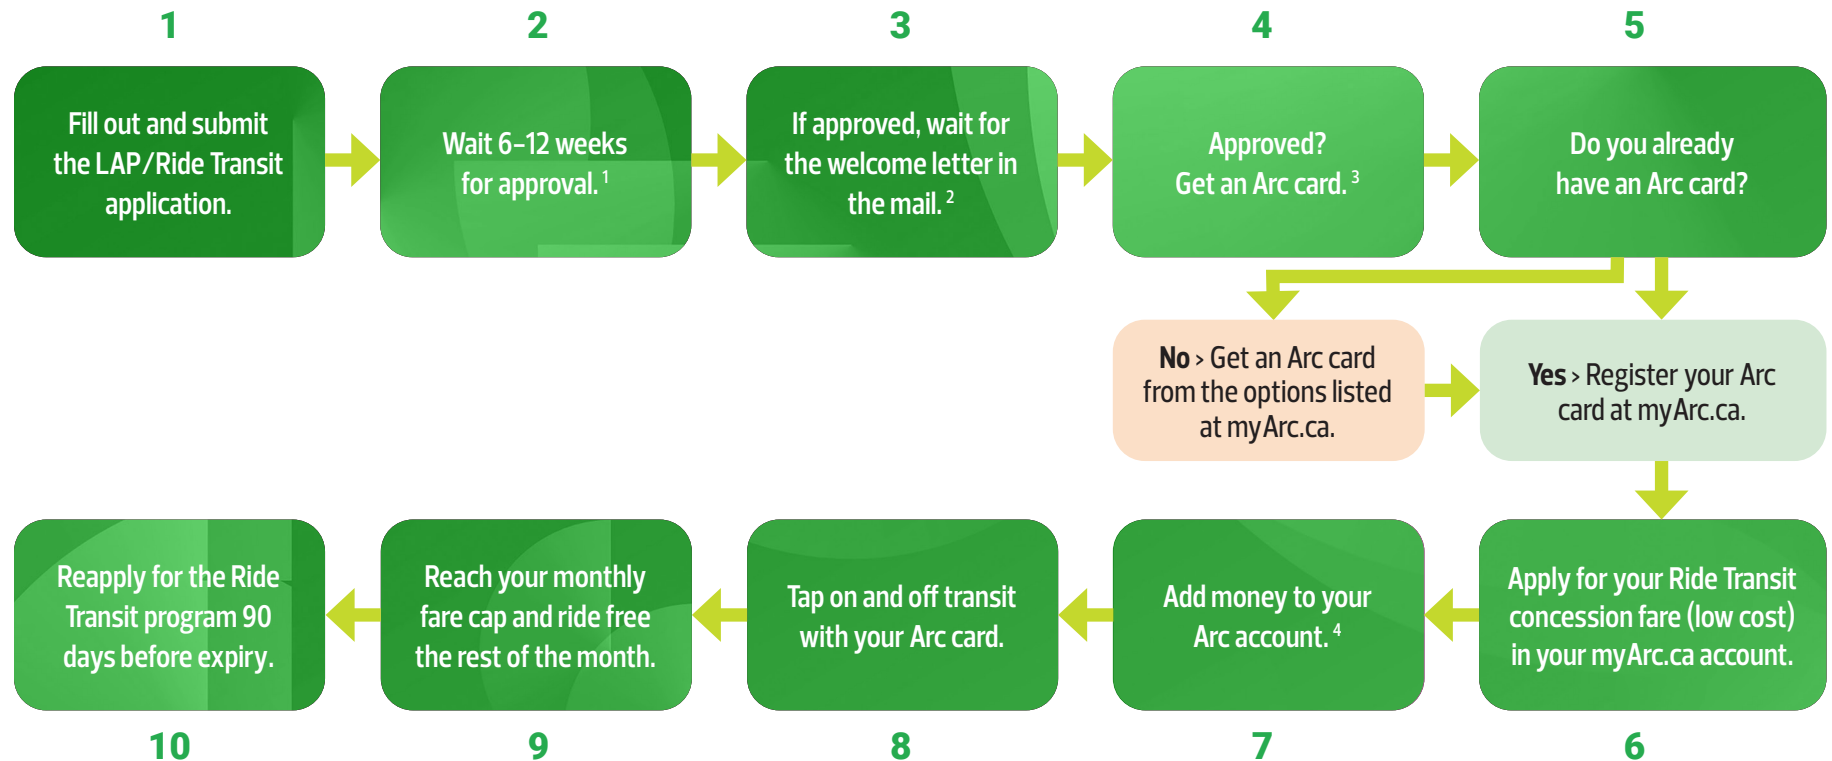 1
2
3
4
5
Fill out and submit
the LAP/Ride Transit
application.
Wait 6–12 weeks
for approval. 1
If approved, wait for
the welcome letter in
the mail. 2
Approved?
Get an Arc card. 3
Do you already
have an Arc card?
No › Get an Arc card
from the options listed
at myArc.ca.
Yes › Register your Arc
card at myArc.ca.
Apply for your Ride Transit
concession fare (low cost)
in your myArc.ca account.
6
Add money to your
Arc account. 4
7
Tap on and off transit
with your Arc card.
8
Reach your monthly
fare cap and ride free
the rest of the month.
9
Reapply for the Ride
Transit program 90
days before expiry.
10